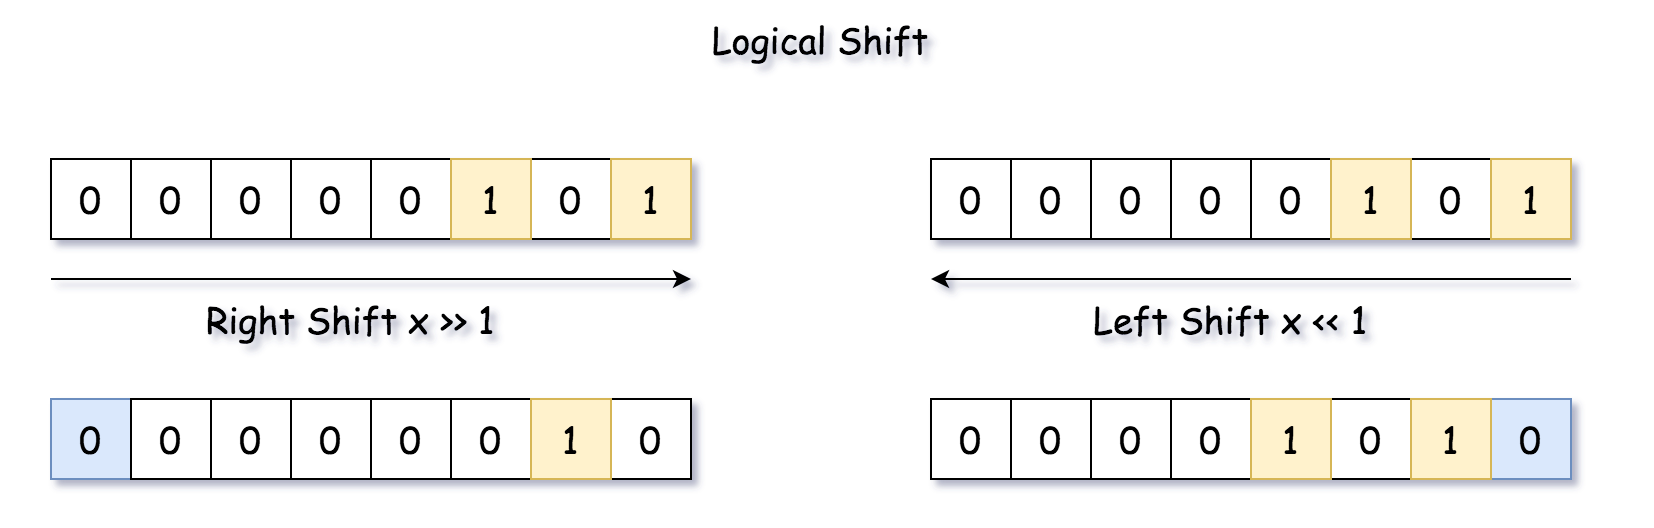 Logical Shift
0 0 0 0 0 1 0 1
0 0 0 0 0 1 0 1
Right Shift x >> 1
Left Shift x << 1
0 0 0 0 0 0 1 0
0 0 0 0 1 0 1 0